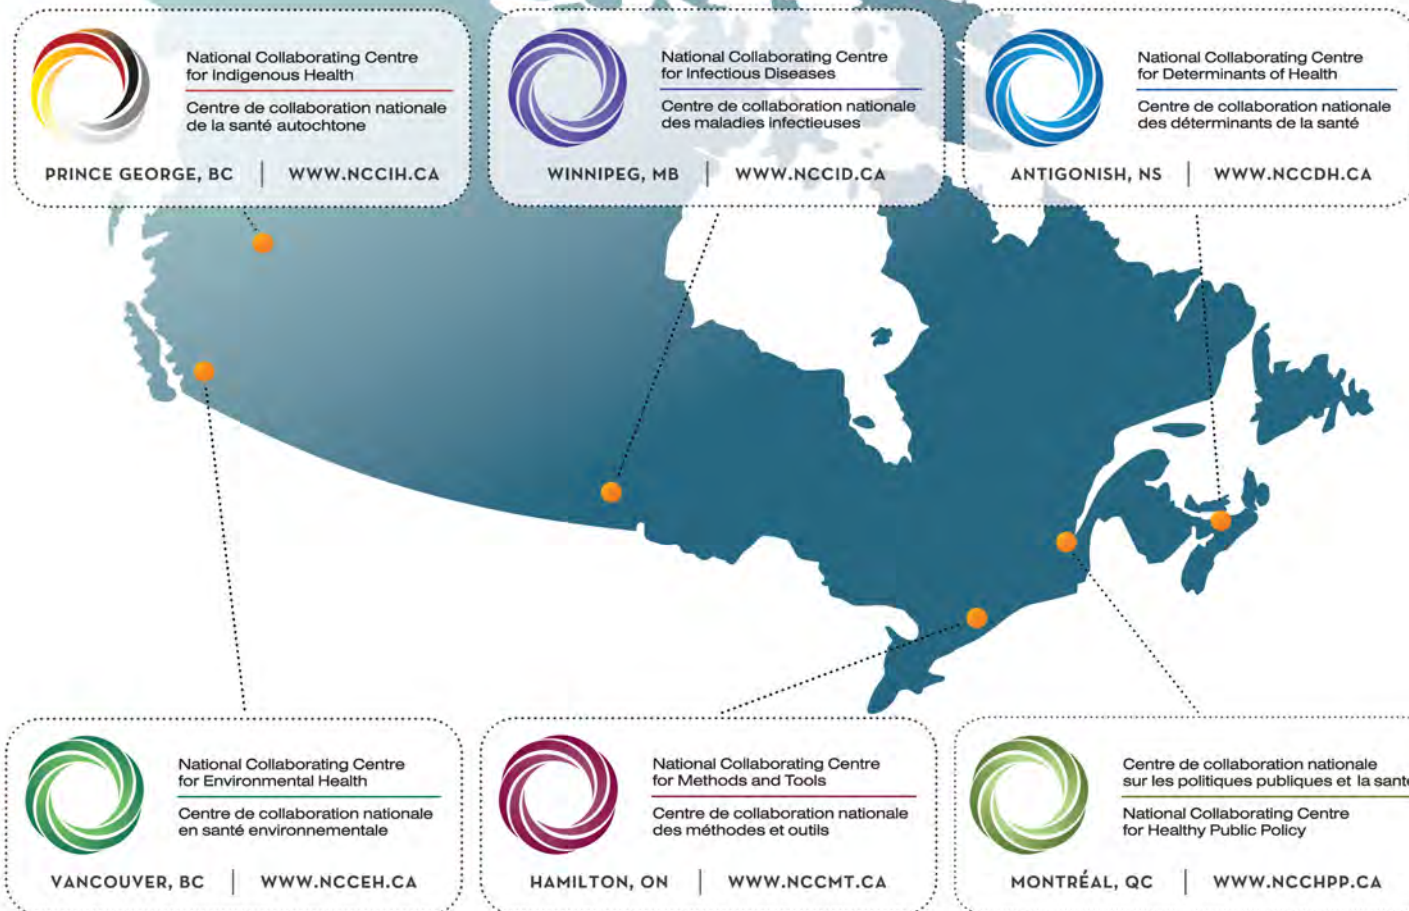 National Collaborating Centre
for Indigenous Health
Centre de collaboration nationale
de la santé autochtone
PRINCE GEORGE, BC | WWW.NCCIH.CA
National Collaborating Centre
for Infectious Diseases
Centre de collaboration nationale
des maladies infectieuses
WINNIPEG, MB | WWW.NCCID.CA
National Collaborating Centre
for Determinants of Health
Centre de collaboration nationale
des déterminants de la santé
ANTIGONISH, NS | WWW.NCCDH.CA
National Collaborating Centre
for Environmental Health
Centre de collaboration nationale
en santé environnementale
VANCOUVER, BC | WWW.NCCEH.CA
National Collaborating Centre
for Methods and Tools
Centre de collaboration nationale
des méthodes et outils
HAMILTON, ON | WWW.NCCMT.CA
Centre de collaboration nationale
sur les politiques publiques et la santé
National Collaborating Centre
for Healthy Public Policy
MONTRÉAL, QC | WWW.NCCHPP.CA